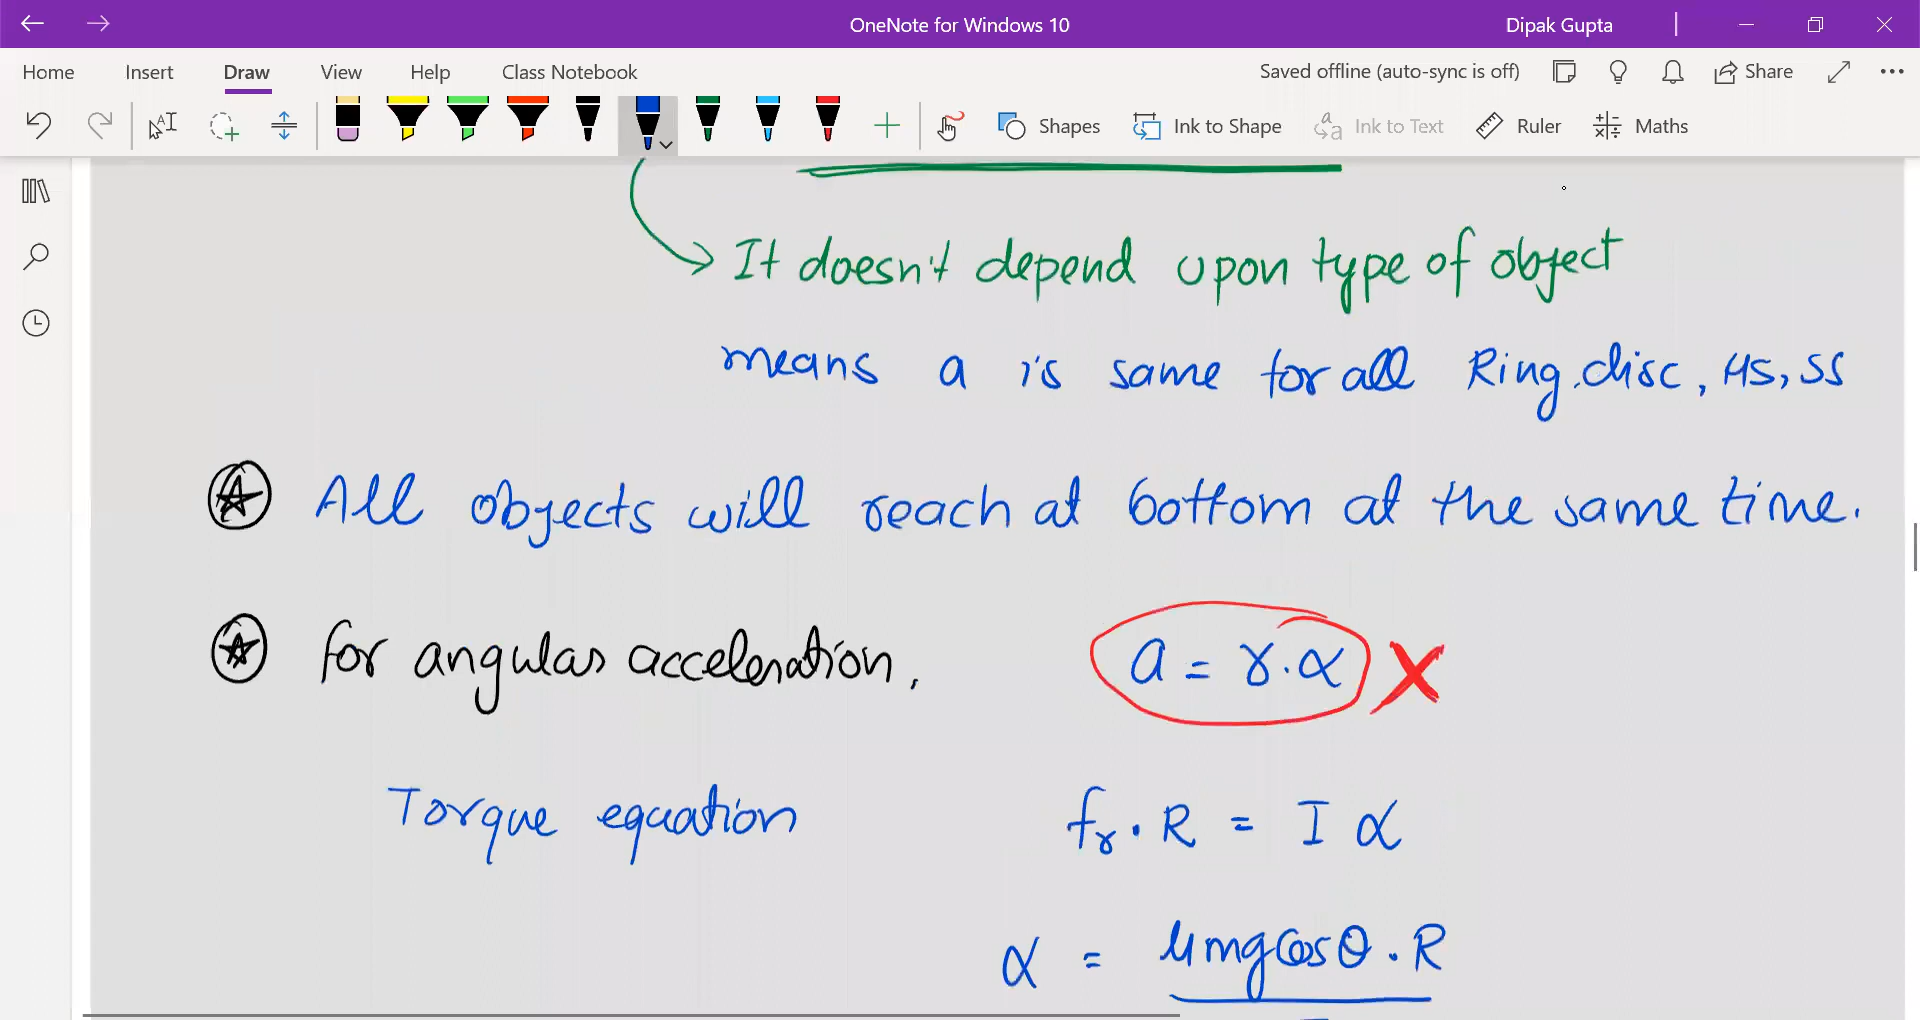 OneNote for Windows 10
Dipak Gupta
Home Insert Draw View Help Class Notebook
Saved offline (auto-sync is off) Share
Shapes Ink to Shape Ink to Text Ruler Maths
It doesn't depend upon type of object
means a is same for all Ring, disc, HS, SS
All objects will reach at bottom at the same time.
for angular acceleration, a = r.α X
Torque equation fr . R = I α
α = μmg Cosθ . R